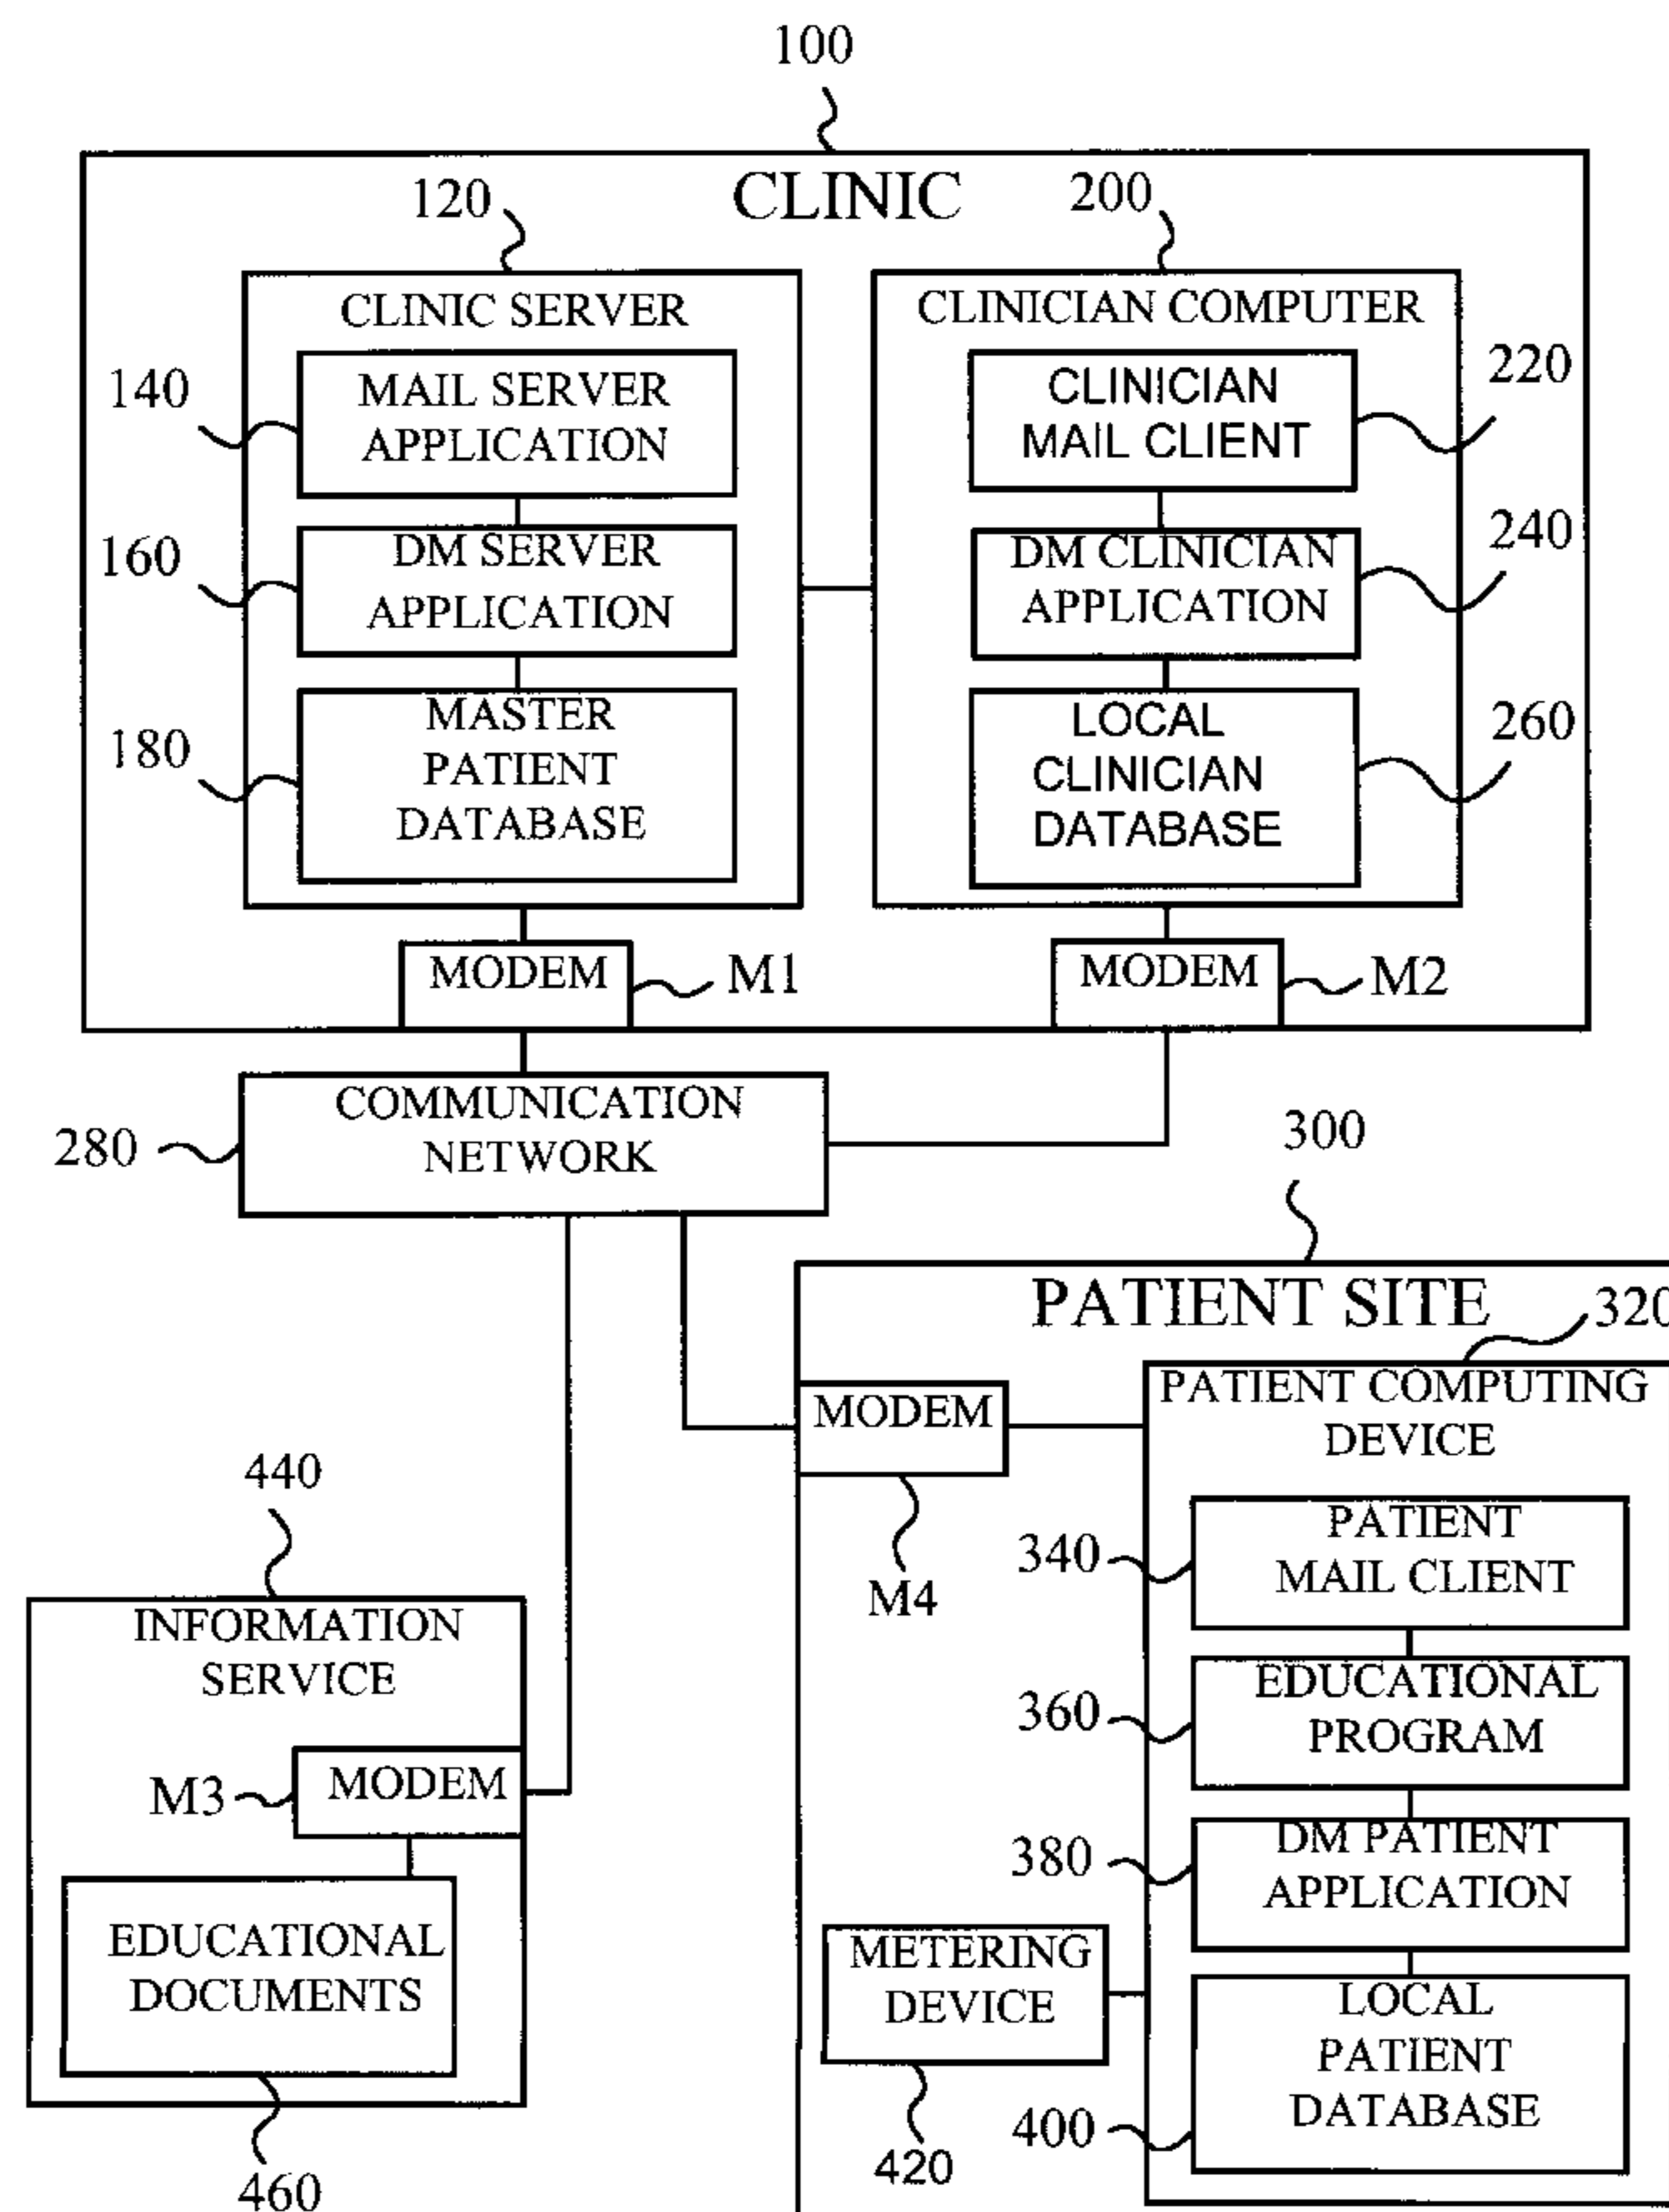 100
CLINIC
120
200
CLINIC SERVER
CLINICIAN COMPUTER
140
MAIL SERVER
APPLICATION
CLINICIAN
MAIL CLIENT
220
160
DM SERVER
APPLICATION
DM CLINICIAN
APPLICATION
240
180
MASTER
PATIENT
DATABASE
LOCAL
CLINICIAN
DATABASE
260
MODEM
M1
MODEM
M2
280
COMMUNICATION
NETWORK
300
PATIENT SITE
320
MODEM
M4
PATIENT COMPUTING
DEVICE
340
PATIENT
MAIL CLIENT
360
EDUCATIONAL
PROGRAM
380
DM PATIENT
APPLICATION
METERING
DEVICE
420
400
LOCAL
PATIENT
DATABASE
440
INFORMATION
SERVICE
M3
MODEM
EDUCATIONAL
DOCUMENTS
460